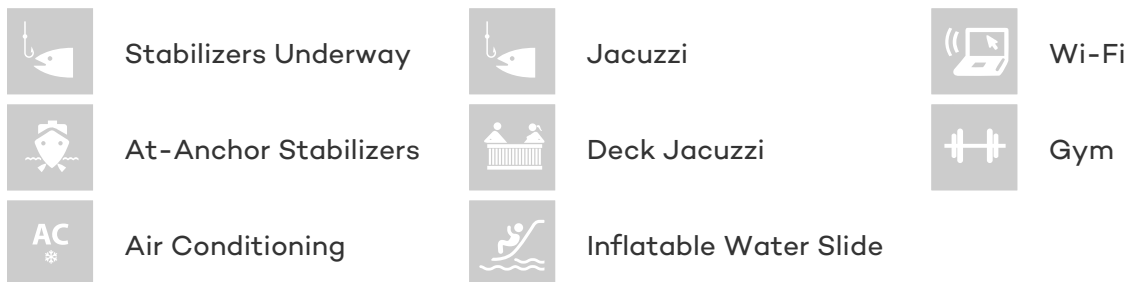 Stabilizers Underway
Jacuzzi
Wi-Fi
At-Anchor Stabilizers
Deck Jacuzzi
Gym
AC
Air Conditioning
Inflatable Water Slide